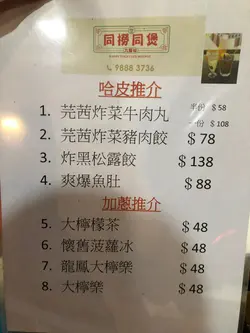 同撈同煲
9888 3736
哈皮推介
1. 芫茜炸菜牛肉丸 半份 $ 58
份 $ 108
2. 芫茜炸菜豬肉餃 $ 78
3. 炸黑松露餃 $ 138
4. 爽爆魚肚 $ 88
加蔥推介
5. 大檸檬茶 $ 48
6. 懷舊菠蘿冰 $ 48
7. 龍鳳大檸樂 $ 48
8. 大檸樂 $ 48